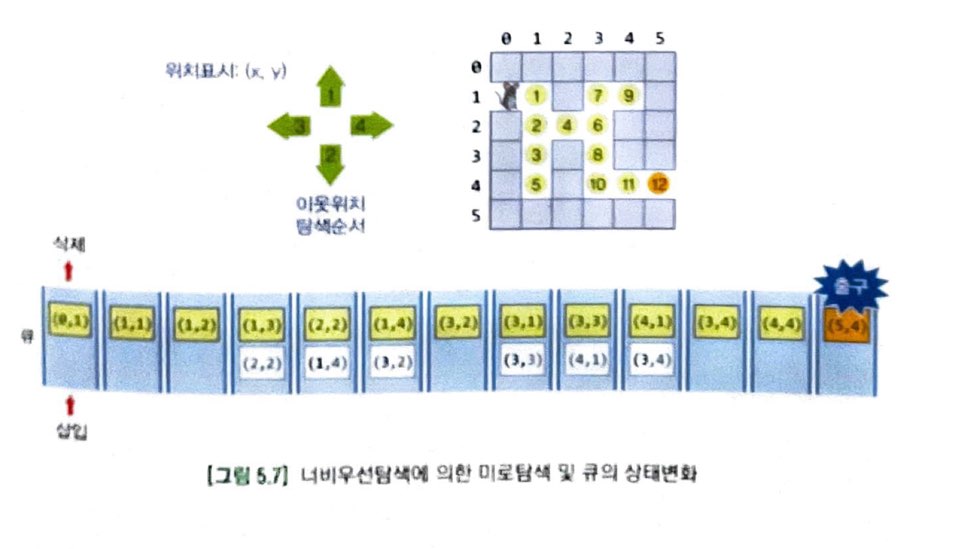 위치표시: (x, y)
1
3 4
2
이웃위치
탐색순서
0 1 2 3 4 5
0
1 1 7 9
2 2 4 6
3 3 8
4 5 10 11 12
5
삭제
출구
큐
(0,1) (1,1) (1,2) (1,3) (2,2) (1,4) (3,2) (3,1) (3,3) (4,1) (3,4) (4,4) (5,4)
(2,2) (1,4) (3,2) (3,3) (4,1) (3,4)
삽입
[그림 5.7] 너비우선탐색에 의한 미로탐색 및 큐의 상태변화